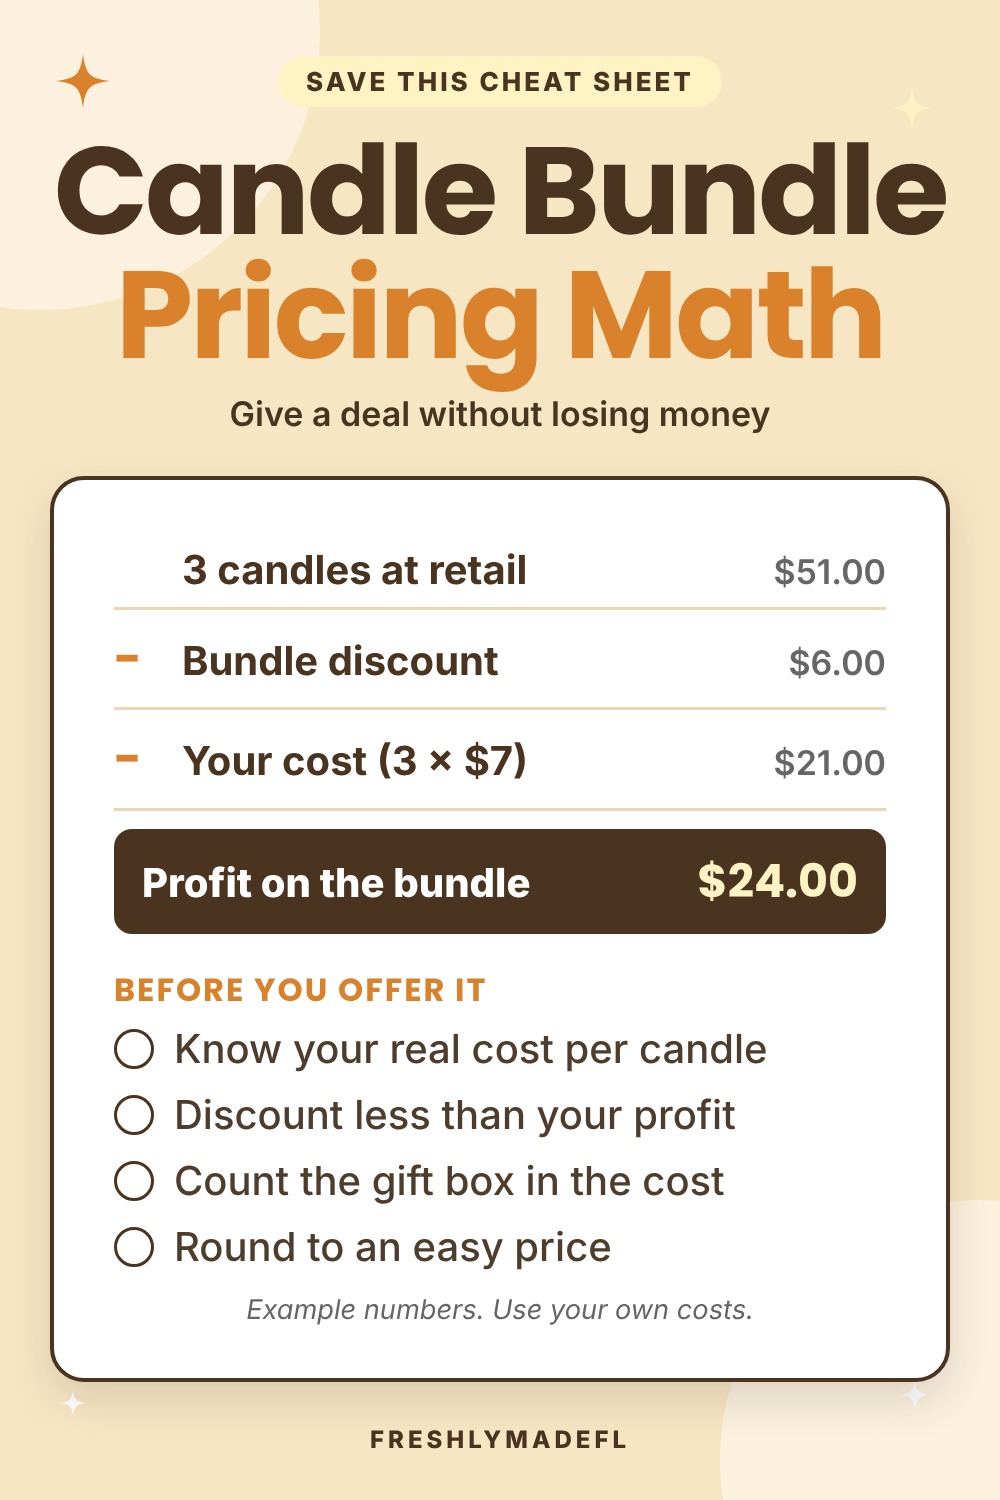 SAVE THIS CHEAT SHEET
Candle Bundle
Pricing Math
Give a deal without losing money
3 candles at retail $51.00
– Bundle discount $6.00
– Your cost (3 × $7) $21.00
Profit on the bundle $24.00
BEFORE YOU OFFER IT
Know your real cost per candle
Discount less than your profit
Count the gift box in the cost
Round to an easy price
Example numbers. Use your own costs.
FRESHLYMADEFL